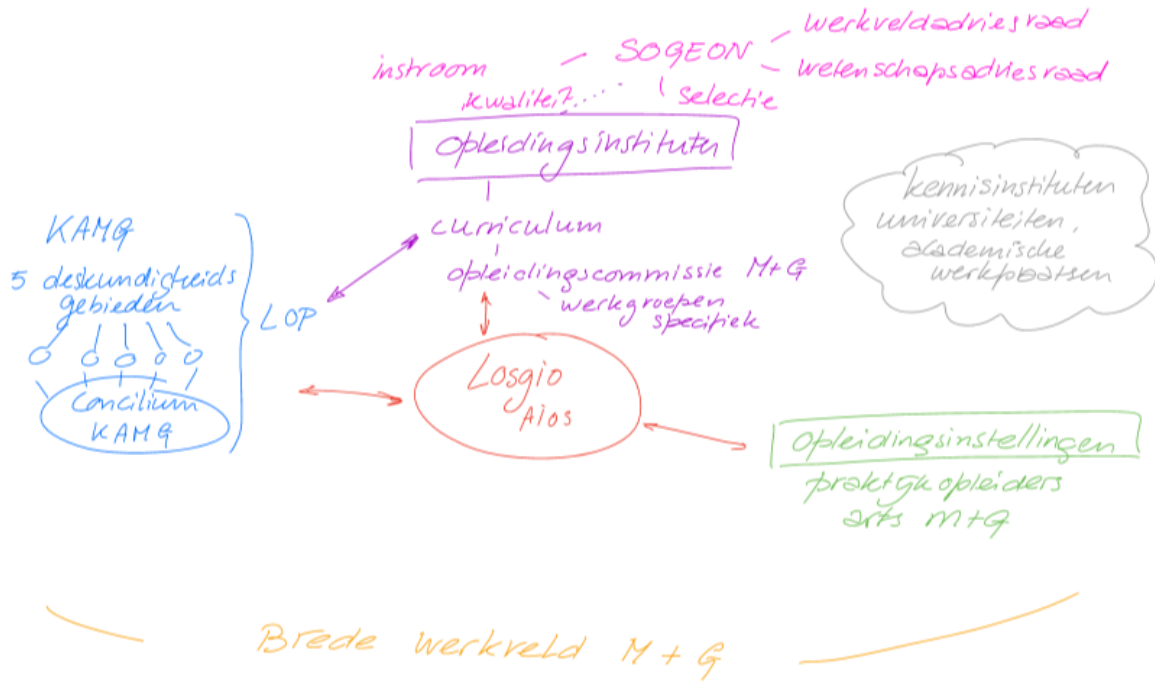 werkveldadviesraad
SOGEON
wetenschapsadviesraad
instroom
kwaliteit?
selectie
Opleidingsinstituten
curriculum
opleidingscommissie M+G
werkgroepen
specifiek
kennisinstituten
universiteiten,
academische
werkplaatsen
KAMG
5 deskundigheids
gebieden
LOP
Concilium
KAMG
Losgio
Aios
Opleidingsinstellingen
praktijkopleiders
arts M+G
Brede werkveld M + G